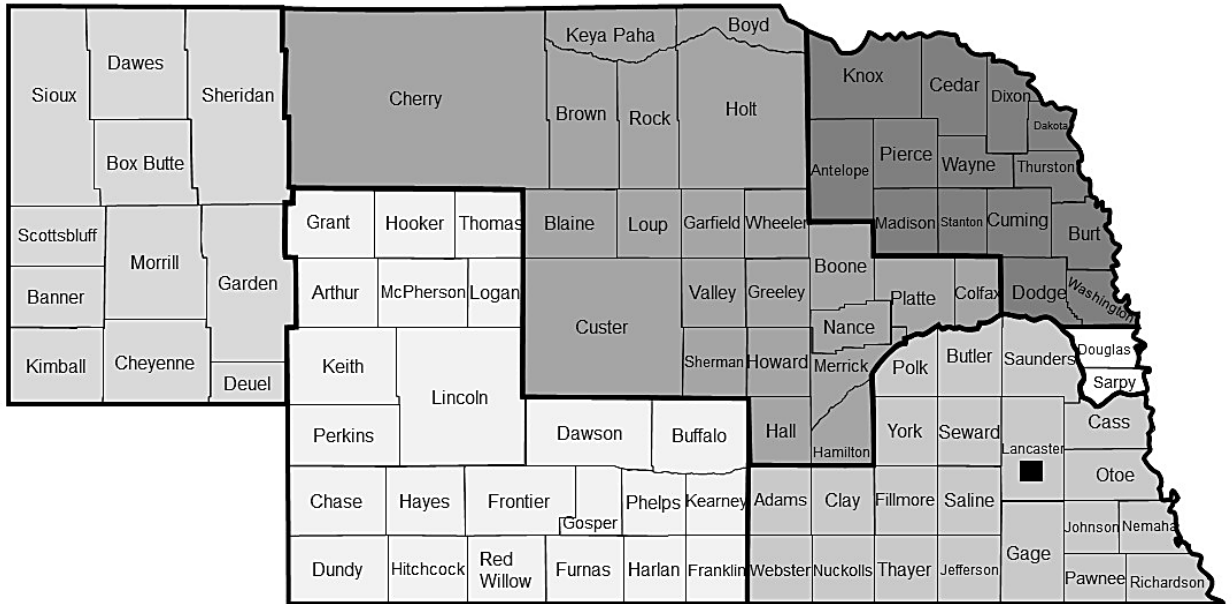 Boyd
Keya Paha
Dawes
Sioux
Sheridan
Cherry
Knox
Cedar
Dixon
Dakota
Brown
Rock
Holt
Box Butte
Antelope
Pierce
Wayne
Thurston
Grant
Hooker
Thomas
Blaine
Loup
Garfield
Wheeler
Madison
Stanton
Cuming
Burt
Scottsbluff
Morrill
Garden
Boone
Banner
Arthur
McPherson
Logan
Valley
Greeley
Platte
Colfax
Dodge
Washington
Custer
Nance
Kimball
Cheyenne
Deuel
Keith
Lincoln
Sherman
Howard
Merrick
Polk
Butler
Saunders
Douglas
Sarpy
Perkins
Dawson
Buffalo
Hall
Hamilton
York
Seward
Lancaster
Cass
Otoe
Chase
Hayes
Frontier
Gosper
Phelps
Kearney
Adams
Clay
Fillmore
Saline
Johnson
Nemaha
Gage
Dundy
Hitchcock
Red
Willow
Furnas
Harlan
Franklin
Webster
Nuckolls
Thayer
Jefferson
Pawnee
Richardson